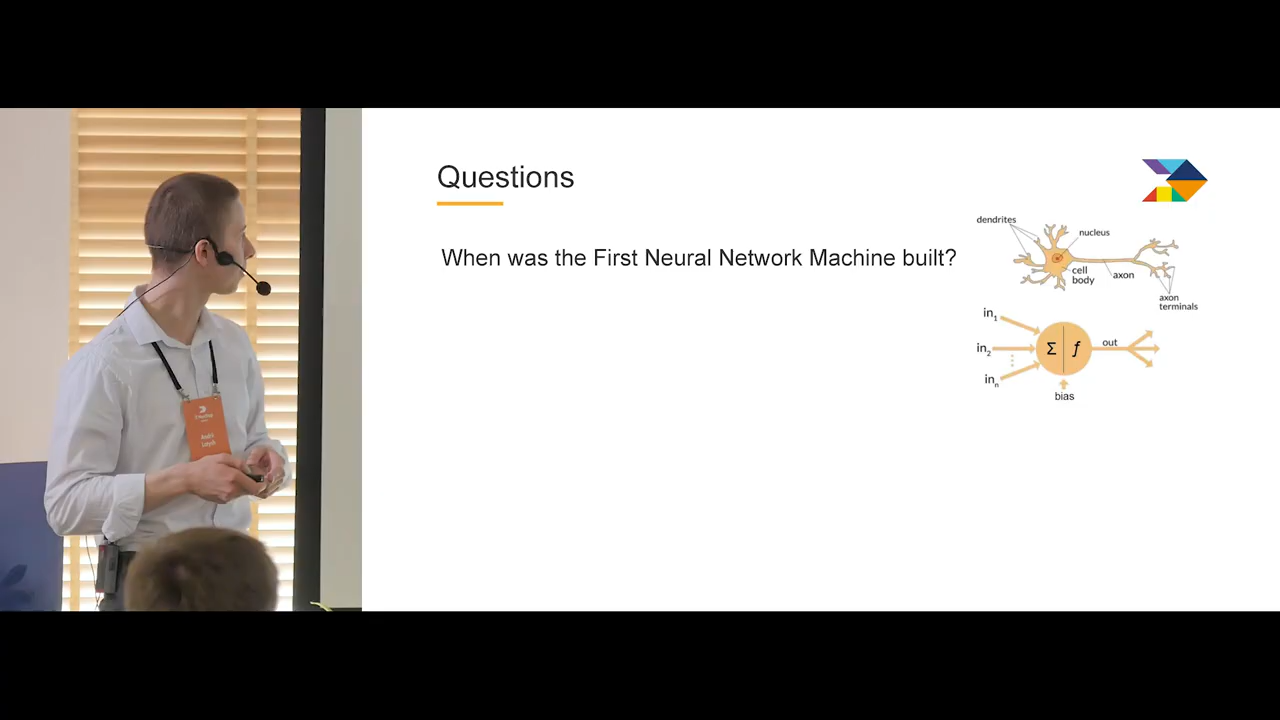 Questions
When was the First Neural Network Machine built?
dendrites
nucleus
cell
body
axon
axon
terminals
in1
in2
inn
Σ
f
out
bias
Andrii